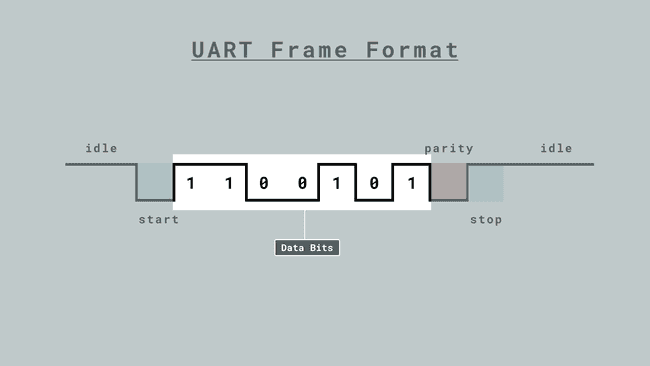 UART Frame Format
idle parity idle
1 1 0 0 1 0 1
start stop
Data Bits